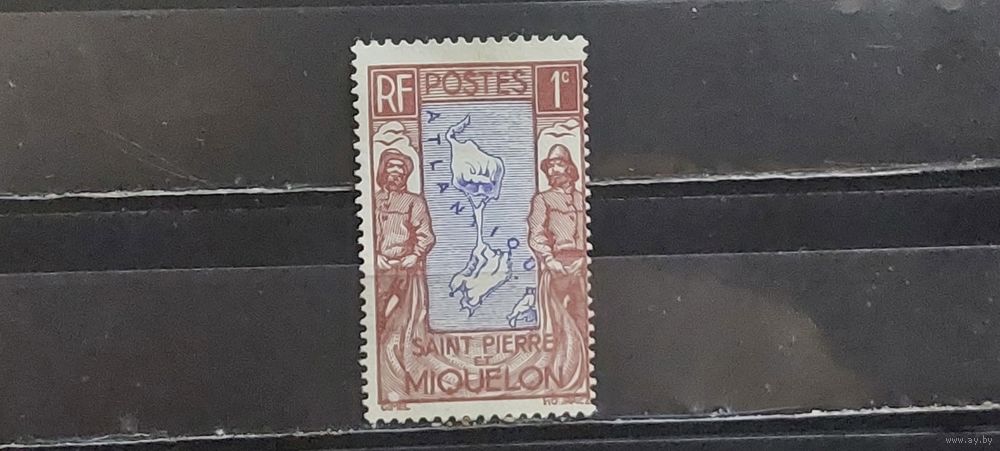 RF POSTES 1c
ATLANTIQUE
SAINT PIERRE
ET
MIQUELON
www.ay.by